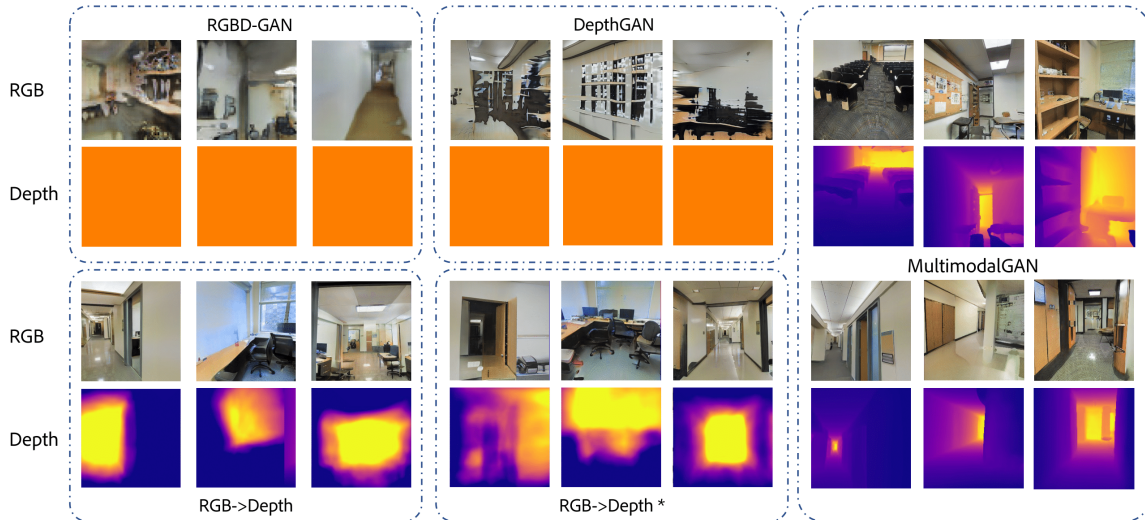 RGBD-GAN
DepthGAN
RGB
Depth
MultimodalGAN
RGB
Depth
RGB->Depth
RGB->Depth *